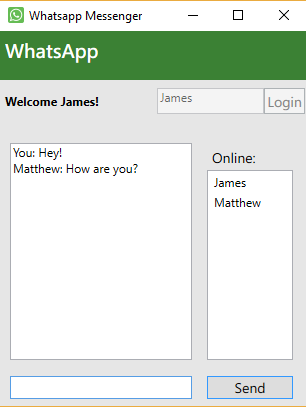 Whatsapp Messenger
WhatsApp
Welcome James!
James
Login
You: Hey!
Matthew: How are you?
Online:
James
Matthew
Send